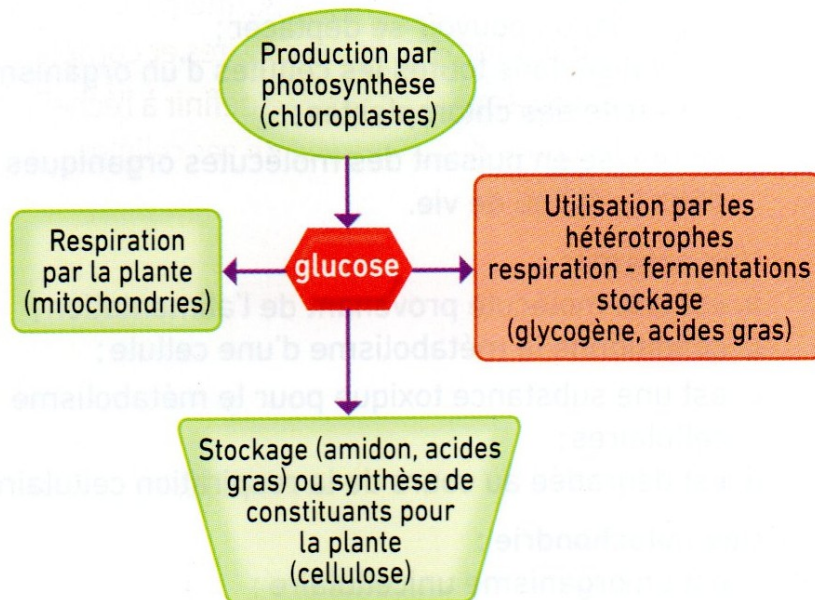 Production par
photosynthèse
(chloroplastes)
Respiration
par la plante
(mitochondries)
glucose
Utilisation par les
hétérotrophes
respiration - fermentations
stockage
(glycogène, acides gras)
Stockage (amidon, acides
gras) ou synthèse de
constituants pour
la plante
(cellulose)